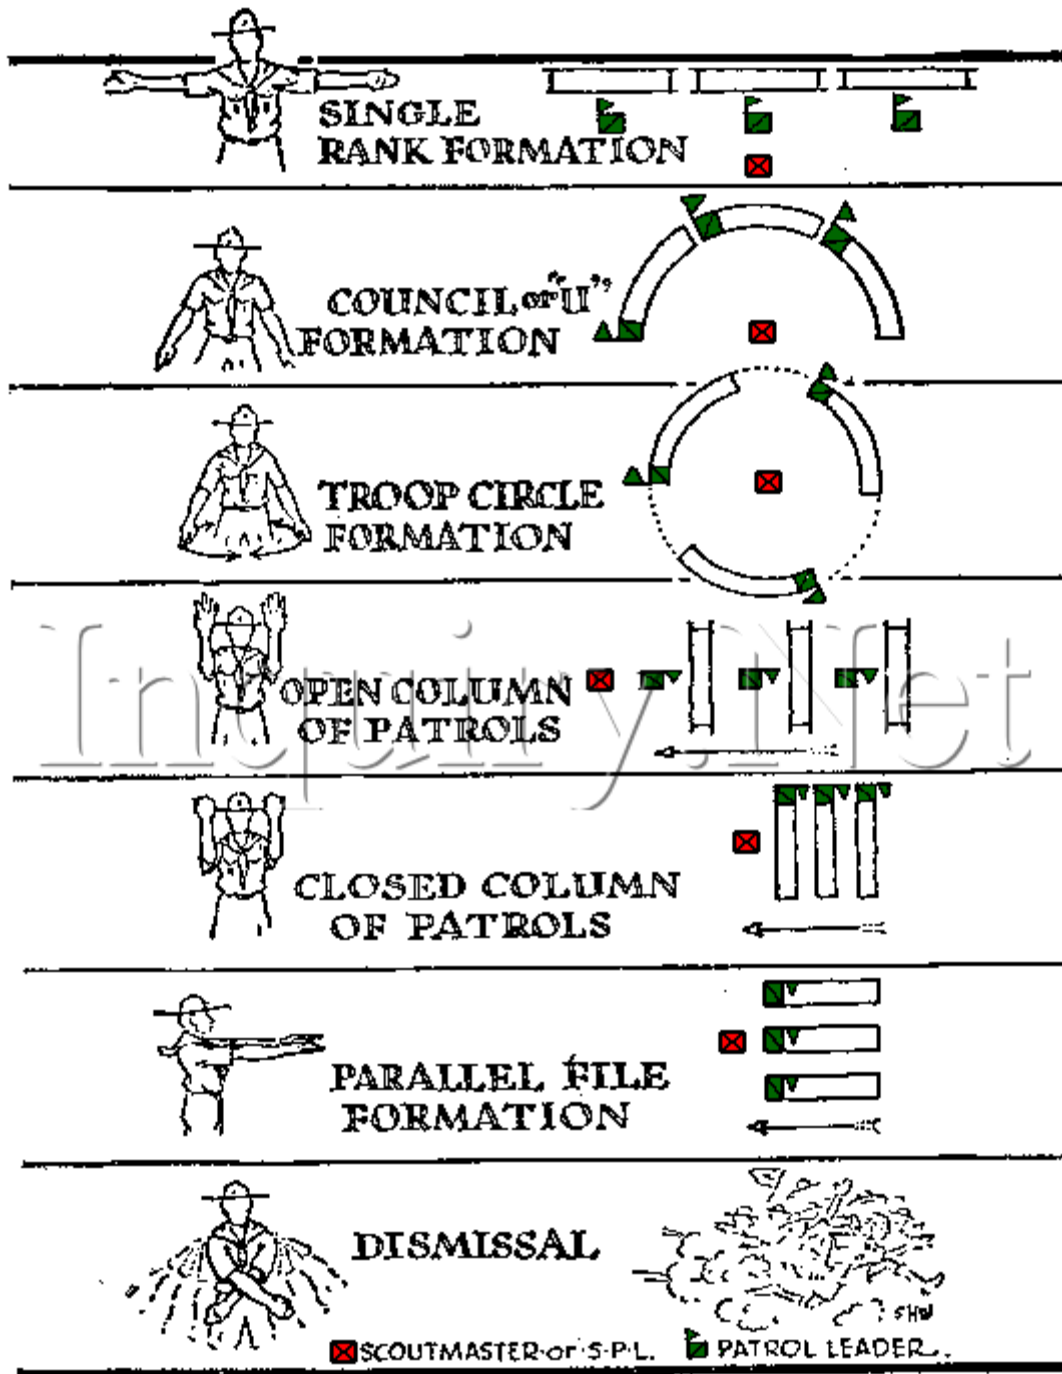 SINGLE
RANK FORMATION
COUNCIL or "U"
FORMATION
TROOP CIRCLE
FORMATION
Inquiry.Net
OPEN COLUMN
OF PATROLS
CLOSED COLUMN
OF PATROLS
PARALLEL FILE
FORMATION
DISMISSAL
SHW
SCOUTMASTER or S·P·L. PATROL LEADER.